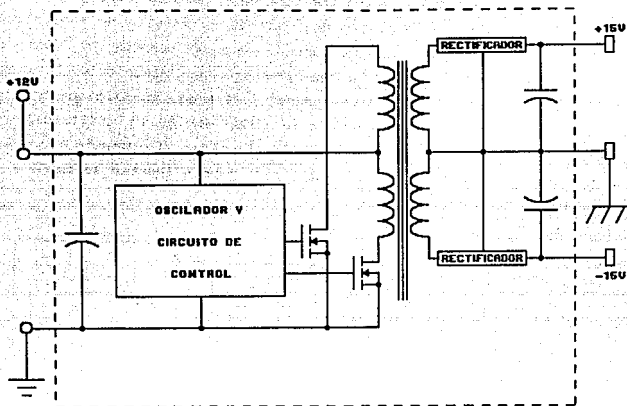 +15V
RECTIFICADOR
+12V
OSCILADOR Y
CIRCUITO DE
CONTROL
RECTIFICADOR
-15V